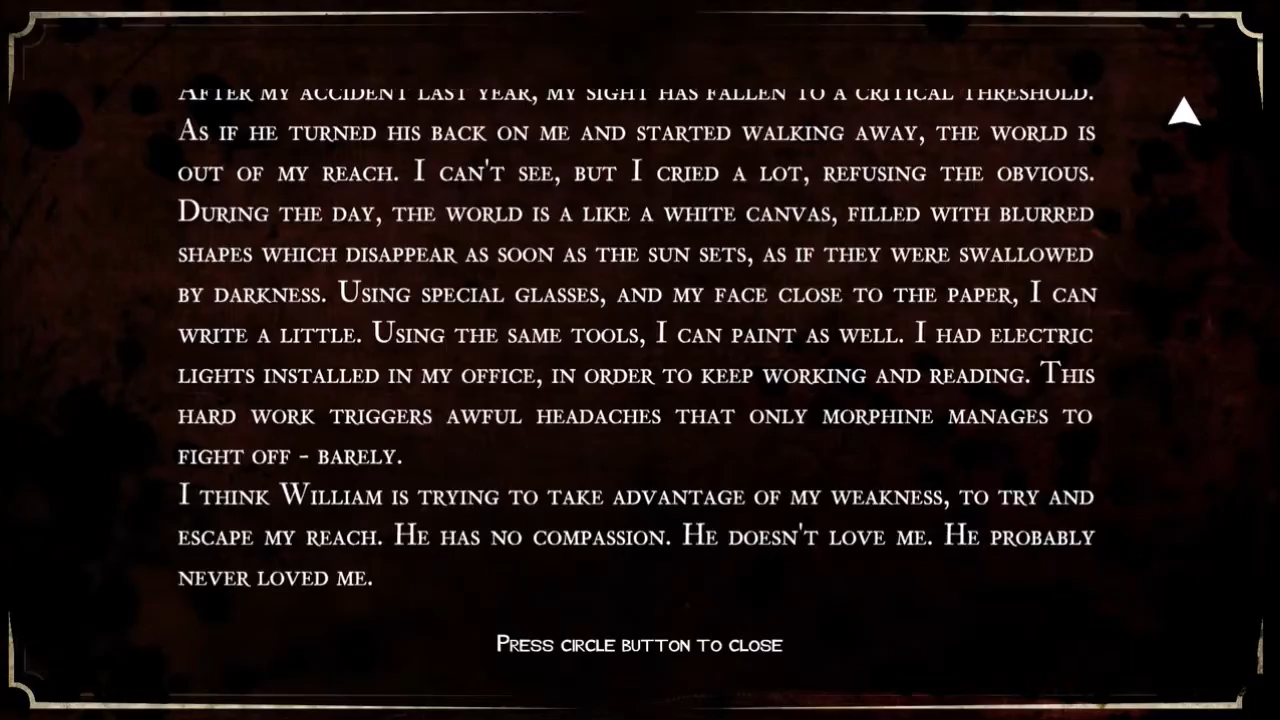 After my accident last year, my sight has fallen to a critical threshold.
As if he turned his back on me and started walking away, the world is
out of my reach. I can't see, but I cried a lot, refusing the obvious.
During the day, the world is a like a white canvas, filled with blurred
shapes which disappear as soon as the sun sets, as if they were swallowed
by darkness. Using special glasses, and my face close to the paper, I can
write a little. Using the same tools, I can paint as well. I had electric
lights installed in my office, in order to keep working and reading. This
hard work triggers awful headaches that only morphine manages to
fight off - barely.
I think William is trying to take advantage of my weakness, to try and
escape my reach. He has no compassion. He doesn't love me. He probably
never loved me.
Press circle button to close